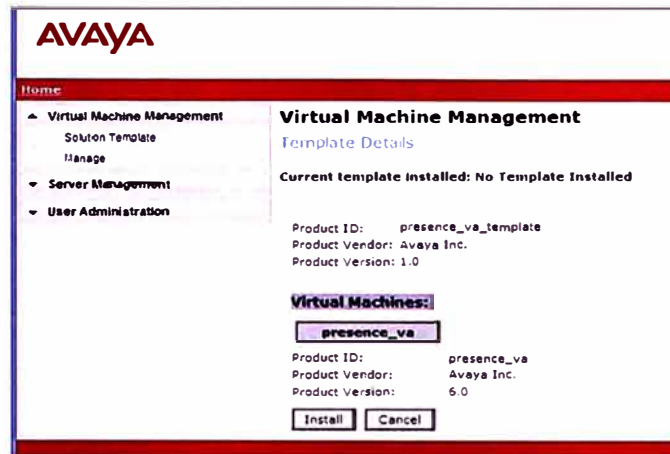 AVAYA
Home
Virtual Machine Management
Solution Template
Manage
Server Management
User Administration
Virtual Machine Management
Template Details
Current template installed: No Template Installed
Product ID: presence_va_template
Product Vendor: Avaya Inc.
Product Version: 1.0
Virtual Machines:
presence_va
Product ID: presence_va
Product Vendor: Avaya Inc.
Product Version: 6.0
Install Cancel